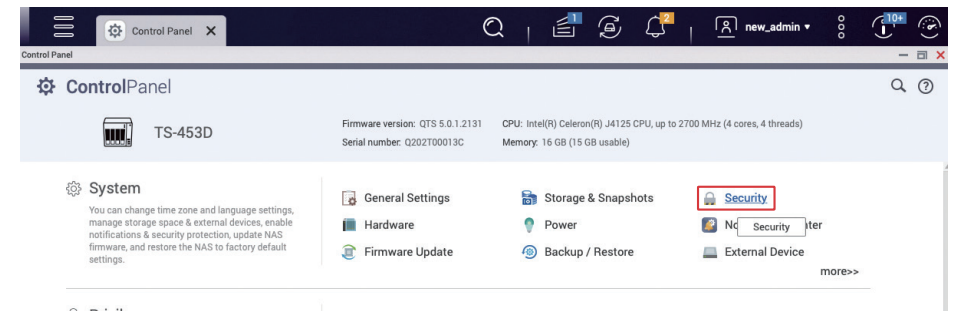 Control Panel
1
2
new_admin
10+
Control Panel
ControlPanel
TS-453D
Firmware version: QTS 5.0.1.2131
CPU: Intel(R) Celeron(R) J4125 CPU, up to 2700 MHz (4 cores, 4 threads)
Serial number: Q202T00013C
Memory: 16 GB (15 GB usable)
System
You can change time zone and language settings,
manage storage space & external devices, enable
notifications & security protection, update NAS
firmware, and restore the NAS to factory default
settings.
General Settings
Storage & Snapshots
Security
Hardware
Power
Security
Firmware Update
Backup / Restore
External Device
more>>